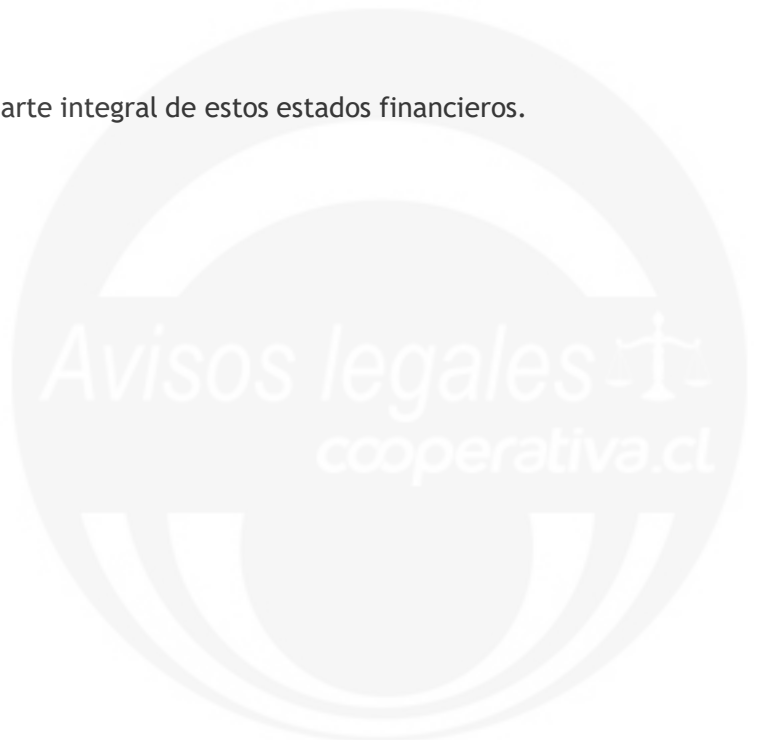 arte integral de estos estados financieros.
Avisos legales
cooperativa.cl